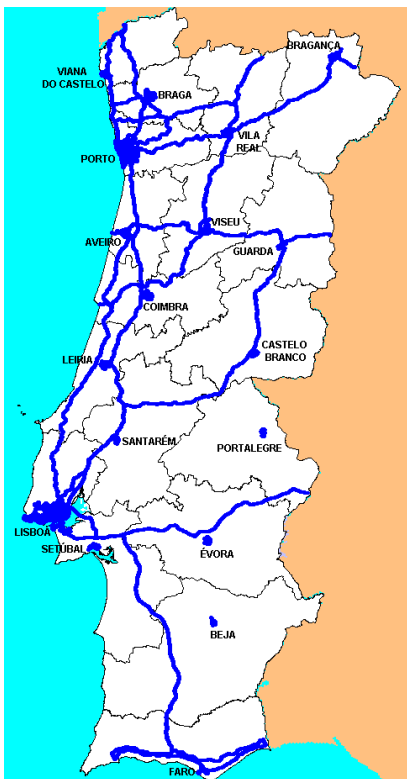 BRAGANÇA
VIANA
DO CASTELO
BRAGA
VILA
REAL
PORTO
VISEU
AVEIRO
GUARDA
COIMBRA
CASTELO
BRANCO
LEIRIA
SANTARÉM
PORTALEGRE
LISBOA
SETÚBAL
ÉVORA
BEJA
FARO